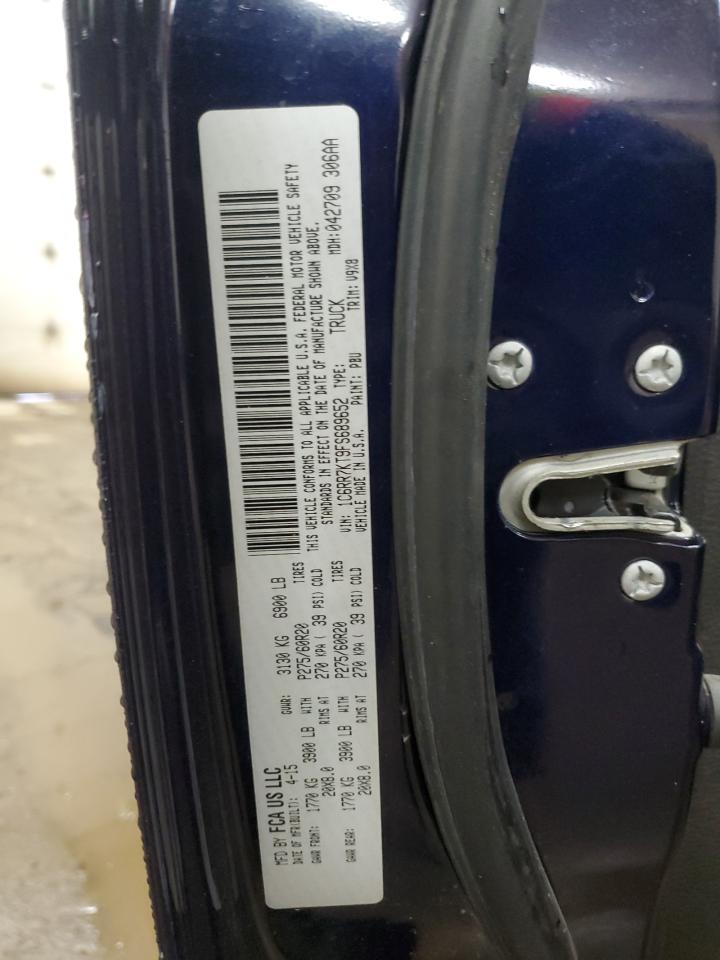 MFD BY FCA US LLC
DATE OF MFR(BUILT): 4-15 GVWR: 3130 KG 6900 LB
GAWR FRONT: WITH P275/60R20 TIRES
1770 KG 3900 LB RIMS AT
20X8.0 270 KPA ( 39 PSI) COLD
GAWR REAR: WITH P275/60R20 TIRES
1770 KG 3900 LB RIMS AT
20X8.0 270 KPA ( 39 PSI) COLD
THIS VEHICLE CONFORMS TO ALL APPLICABLE U.S.A. FEDERAL MOTOR VEHICLE SAFETY
STANDARDS IN EFFECT ON THE DATE OF MANUFACTURE SHOWN ABOVE.
VIN: 1C6RR7KT9FS689652 TYPE: TRUCK MDH:042709 306AA
VEHICLE MADE IN U.S.A. PAINT: PBU TRIM: V9X8